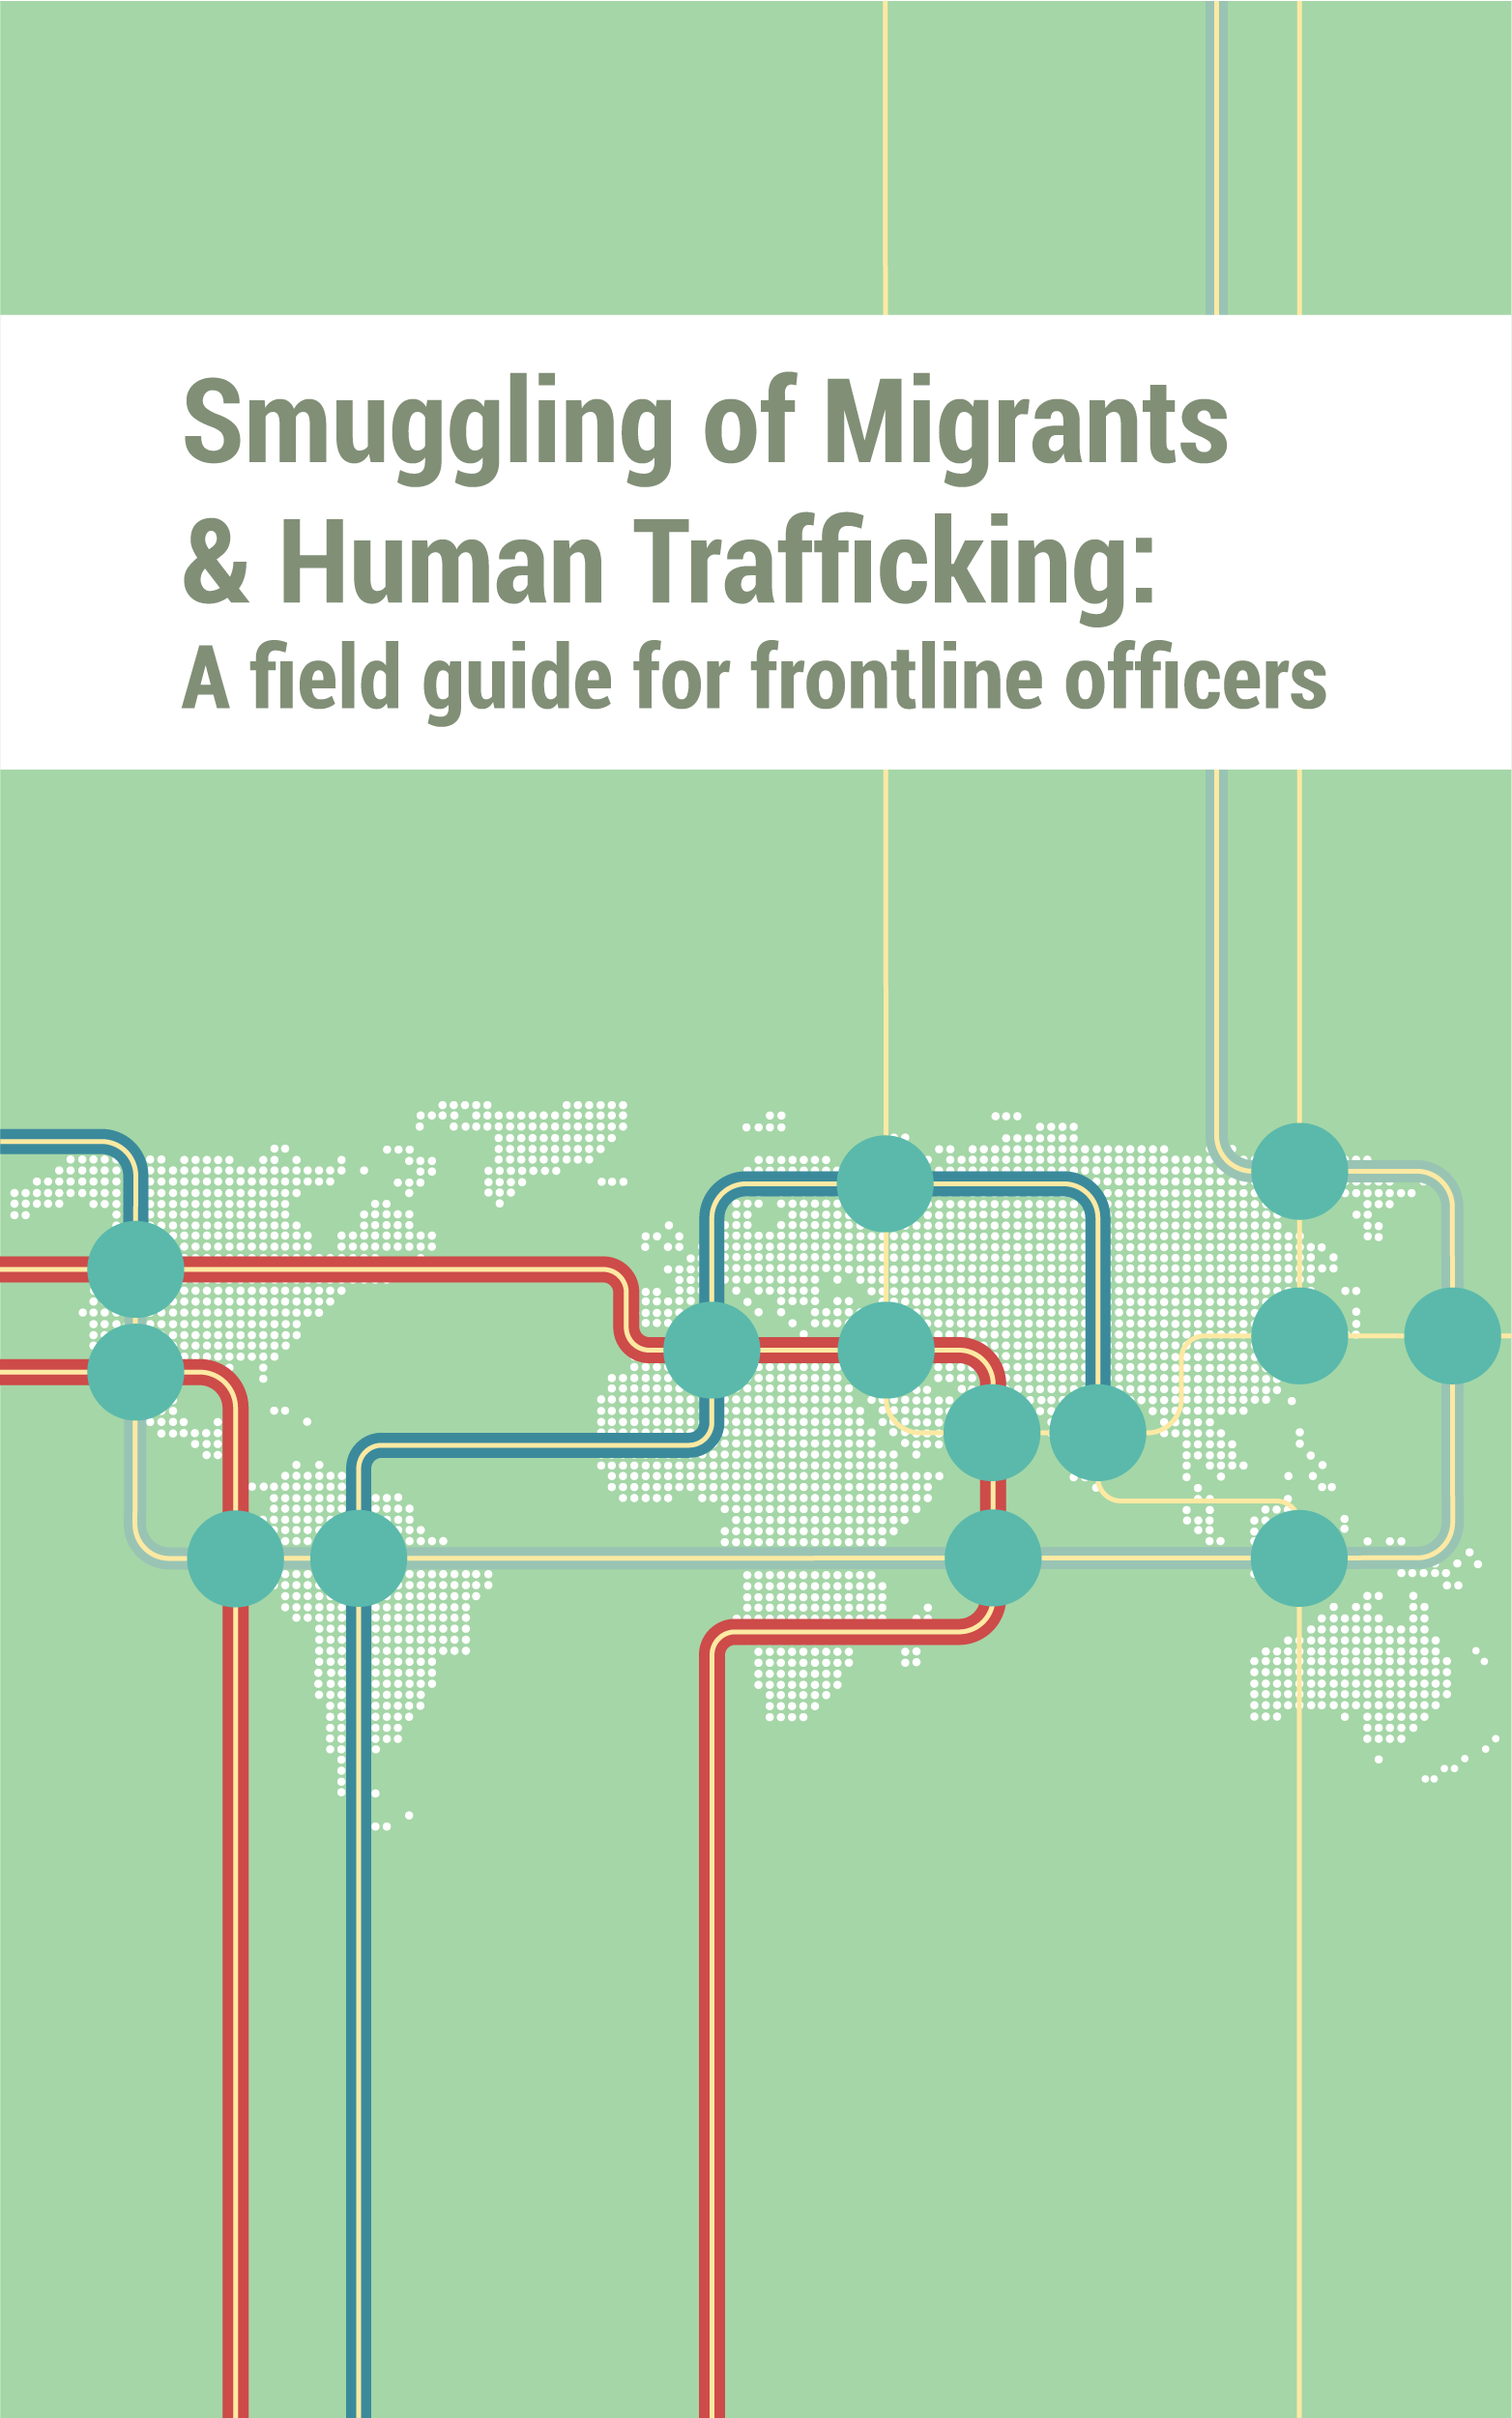 Smuggling of Migrants
& Human Trafficking:
A field guide for frontline officers